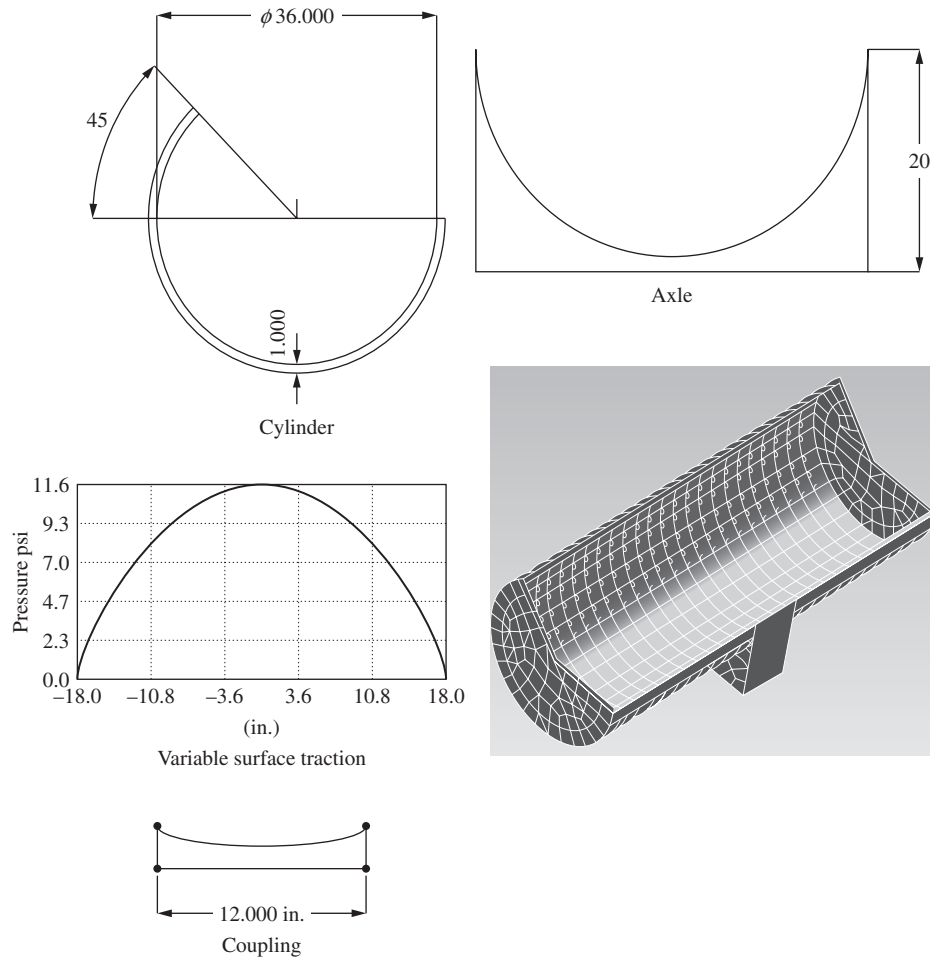 ϕ 36.000
45
1.000
Cylinder
20
Axle
Pressure psi
11.6
9.3
7.0
4.7
2.3
0.0
–18.0 –10.8 –3.6 3.6 10.8 18.0
(in.)
Variable surface traction
12.000 in.
Coupling